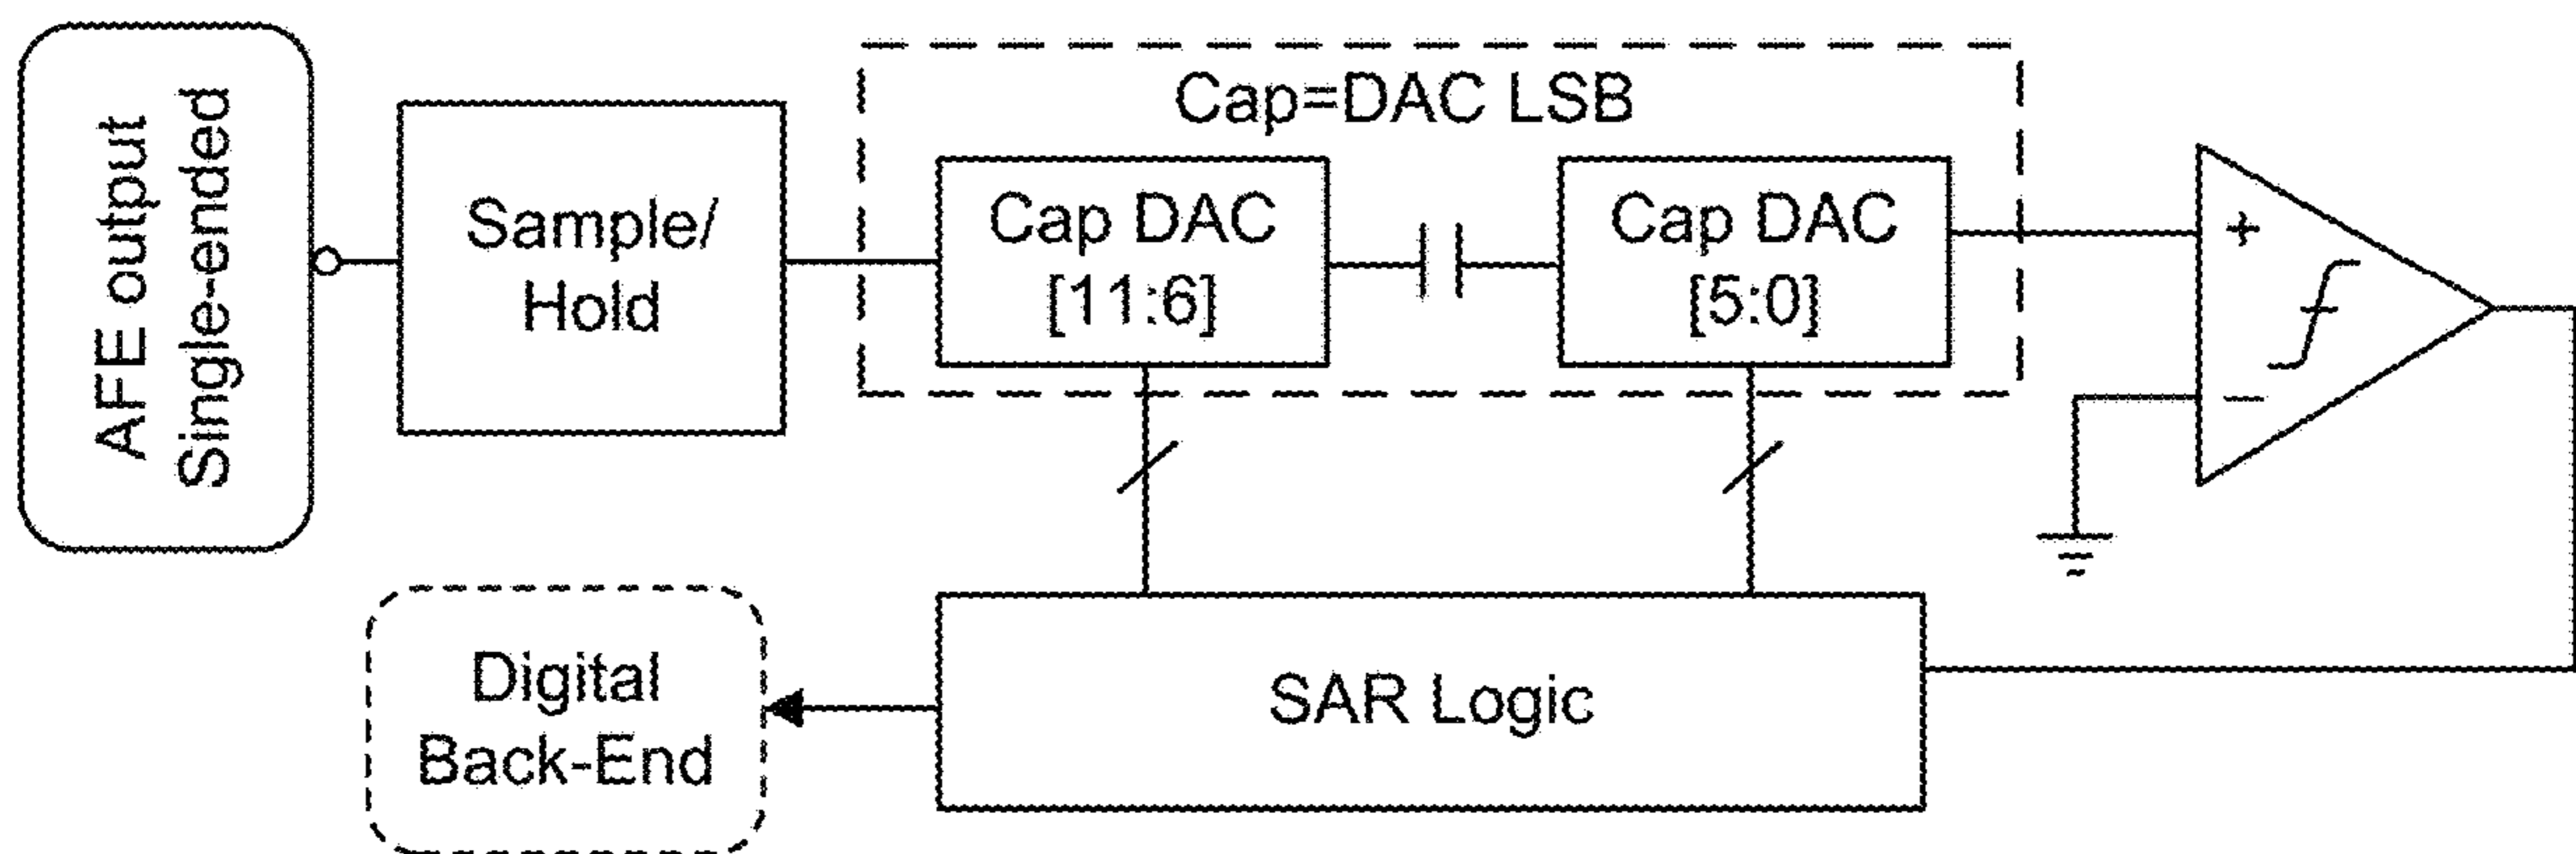 AFE output
Single-ended
Sample/
Hold
Cap=DAC LSB
Cap DAC
[11:6]
Cap DAC
[5:0]
+
−
SAR Logic
Digital
Back-End